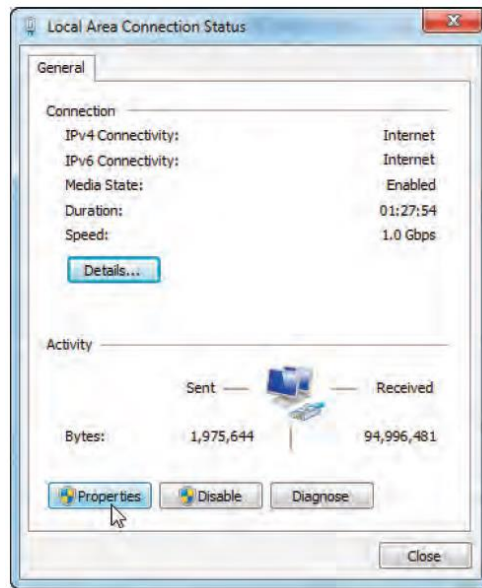 Local Area Connection Status
General
Connection
IPv4 Connectivity: Internet
IPv6 Connectivity: Internet
Media State: Enabled
Duration: 01:27:54
Speed: 1.0 Gbps
Details...
Activity
Sent Received
Bytes: 1,975,644 94,996,481
Properties Disable Diagnose
Close